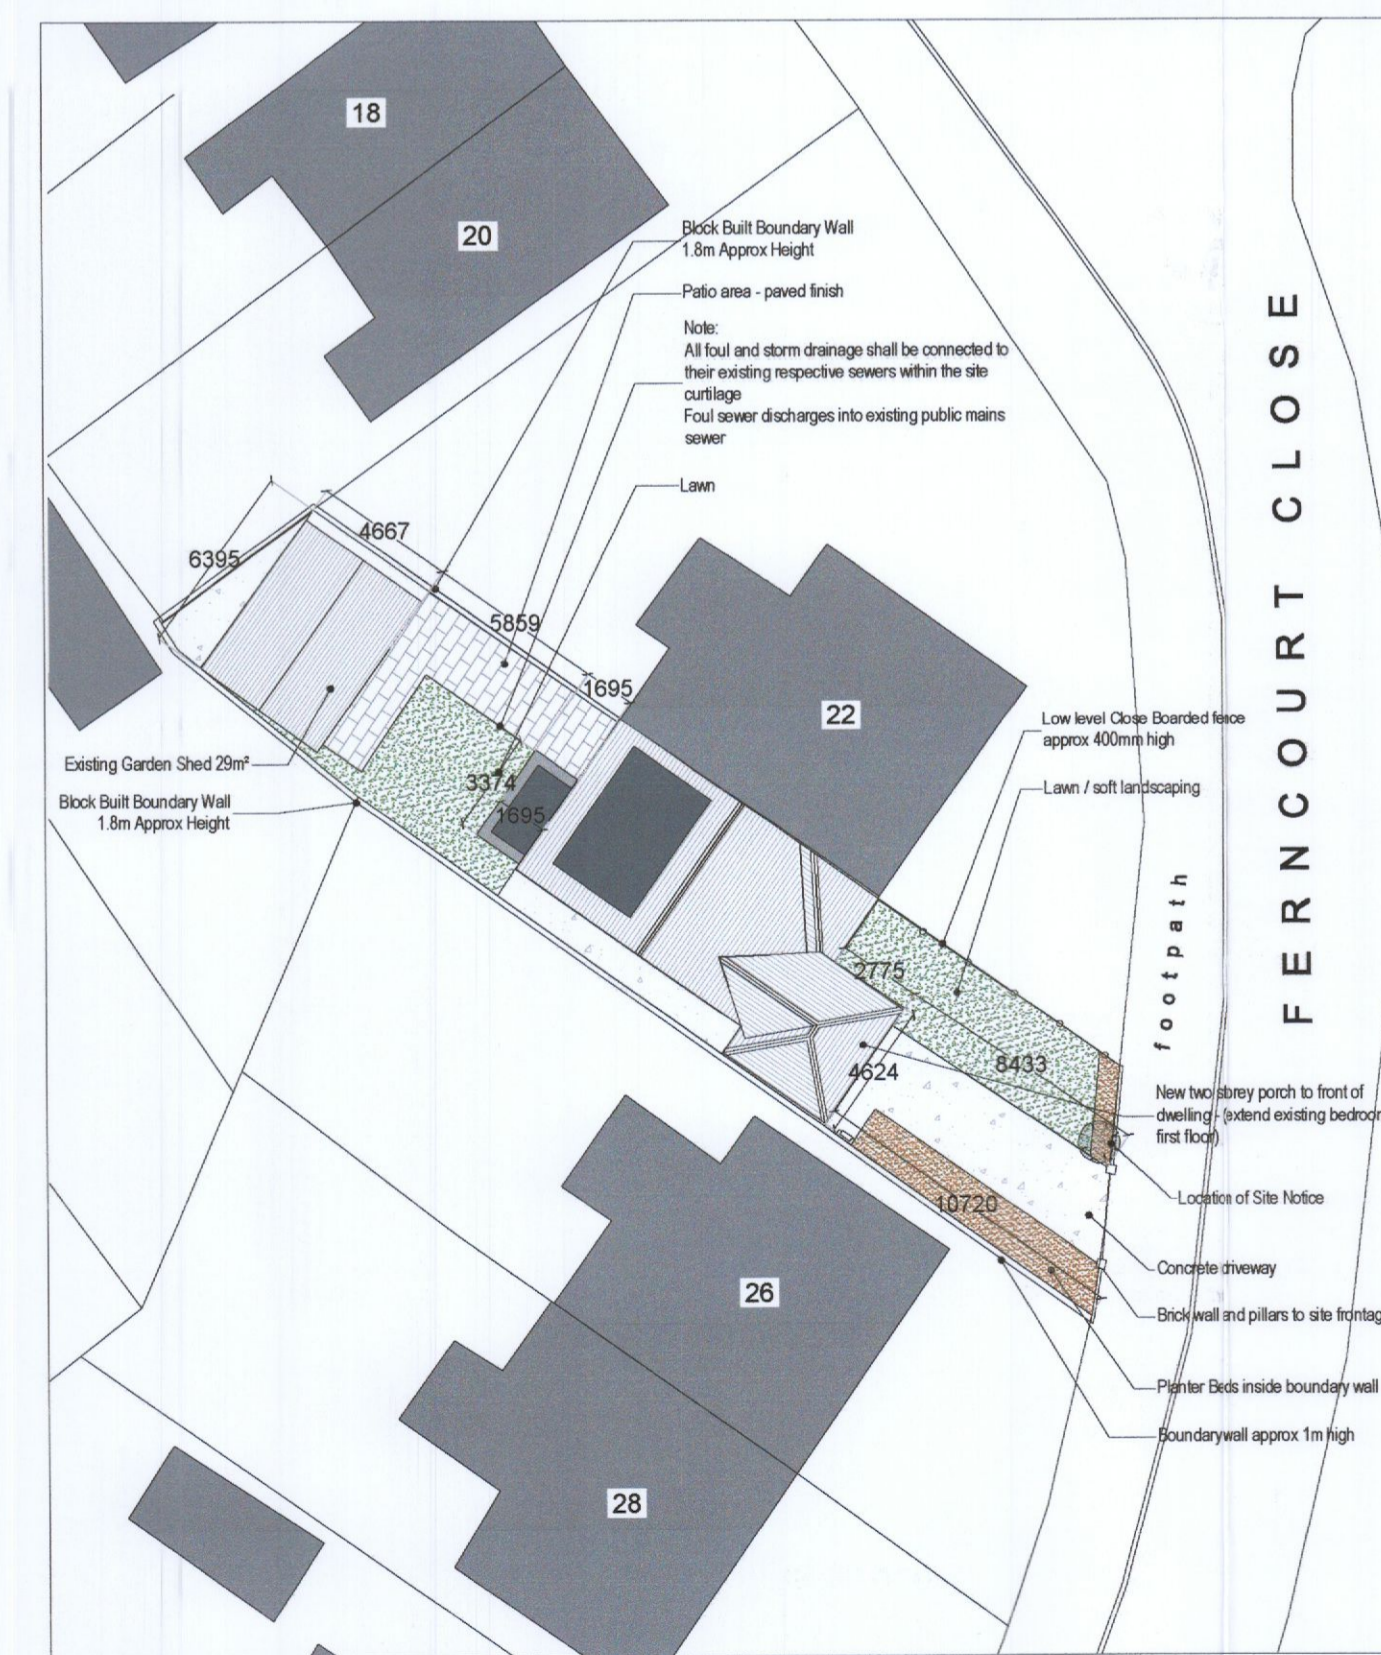 18
20
Block Built Boundary Wall
1.8m Approx Height
Patio area - paved finish
Note:
All foul and storm drainage shall be connected to
their existing respective sewers within the site
curtilage
Foul sewer discharges into existing public mains
sewer
Lawn
4667
6395
5859
1695
22
Low level Close Boarded fence
approx 400mm high
Existing Garden Shed 29m²
3374
Lawn / soft landscaping
Block Built Boundary Wall
1.8m Approx Height
1695
FERNCOURT CLOSE
footpath
2775
8433
4624
New two storey porch to front of
dwelling - (extend existing bedroor
first floor)
Location of Site Notice
10720
Concrete driveway
26
Brick wall and pillars to site frontag
Planter Beds inside boundary wall
Boundarywall approx 1m high
28